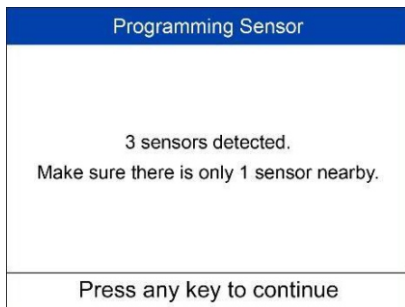 Programming Sensor
3 sensors detected.
Make sure there is only 1 sensor nearby.
Press any key to continue